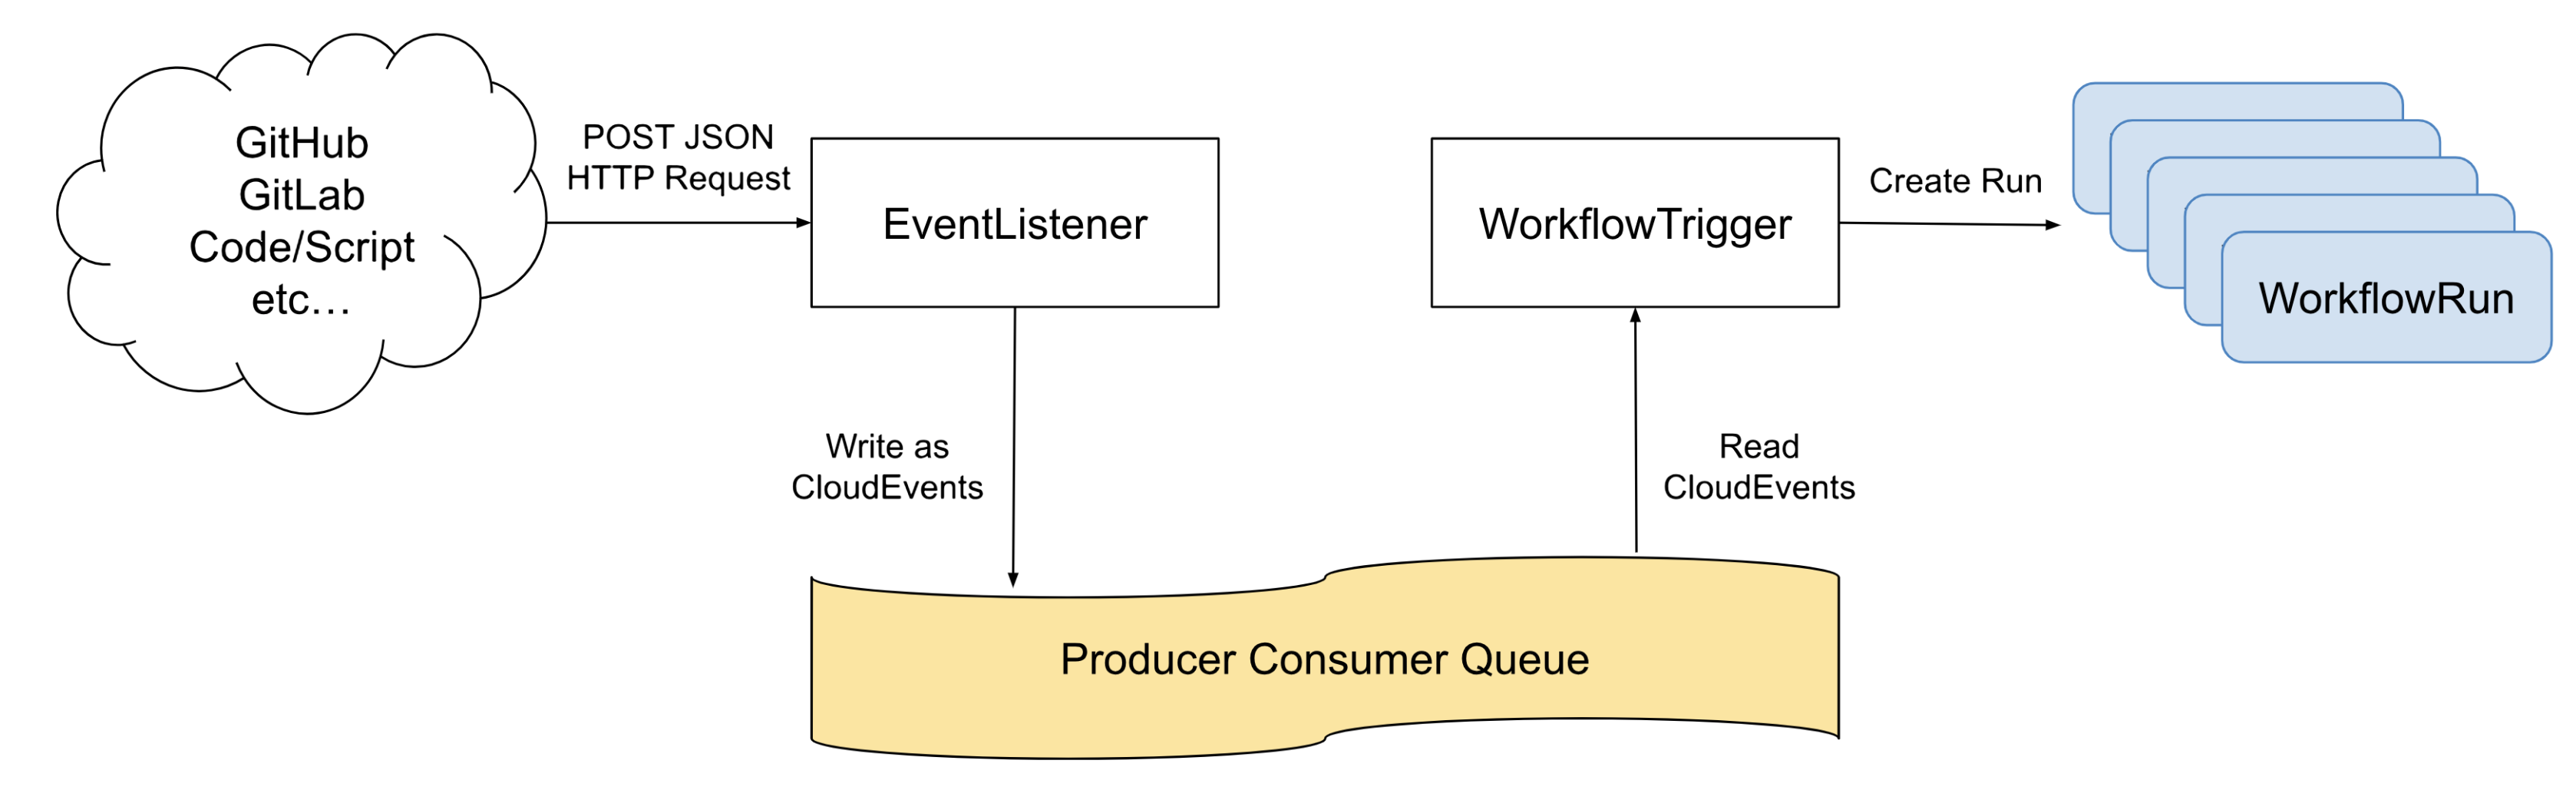 GitHub
GitLab
Code/Script
etc…
POST JSON
HTTP Request
EventListener
WorkflowTrigger
Create Run
WorkflowRun
Write as
CloudEvents
Read
CloudEvents
Producer Consumer Queue